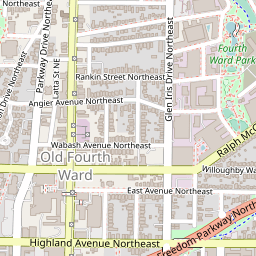 Fourth
Ward Park
Parkway Drive Northeast
Latta St NE
Rankin Street Northeast
Glen Iris Drive Northeast
Angier Avenue Northeast
Drive Northeast
Wabash Avenue Northeast
Ralph Mc
Old Fourth
Ward
Willoughby Wa
East Avenue Northeast
Highland Avenue Northeast
Freedom Parkway North